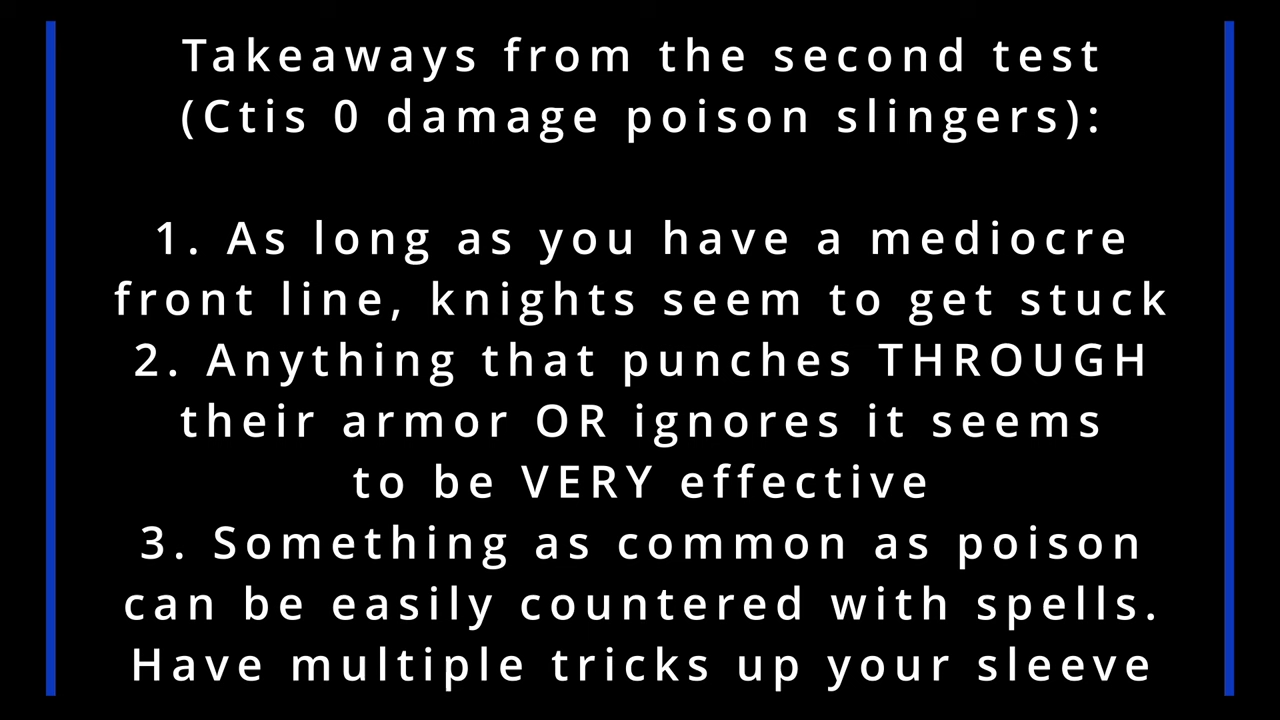 Takeaways from the second test
(Ctis 0 damage poison slingers):
1. As long as you have a mediocre
front line, knights seem to get stuck
2. Anything that punches THROUGH
their armor OR ignores it seems
to be VERY effective
3. Something as common as poison
can be easily countered with spells.
Have multiple tricks up your sleeve